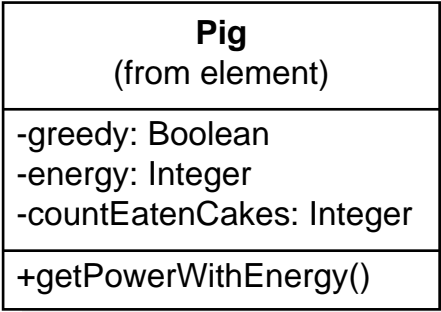 Pig
(from element)
-greedy: Boolean
-energy: Integer
-countEatenCakes: Integer
+getPowerWithEnergy()